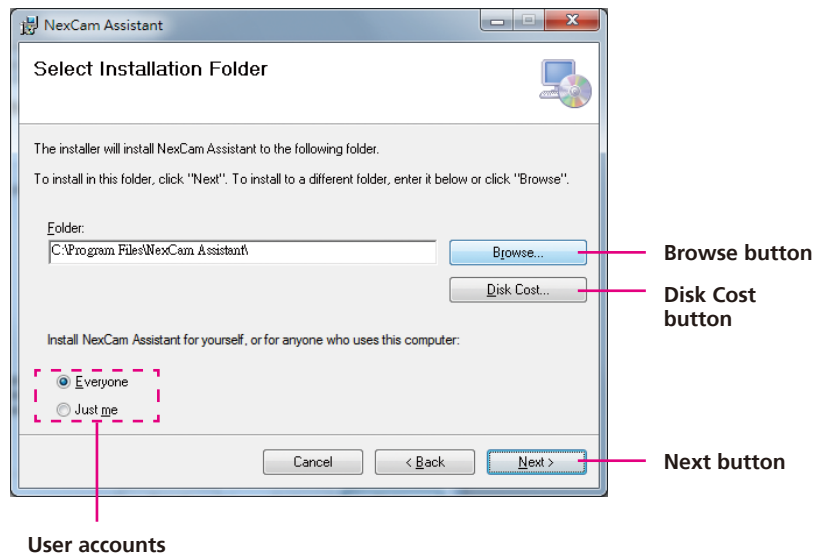 NexCam Assistant
Select Installation Folder
The installer will install NexCam Assistant to the following folder.
To install in this folder, click "Next". To install to a different folder, enter it below or click "Browse".
Folder:
C:\Program Files\NexCam Assistant\
Browse...
Browse button
Disk Cost...
Disk Cost
button
Install NexCam Assistant for yourself, or for anyone who uses this computer:
Everyone
Just me
Cancel
< Back
Next >
Next button
User accounts